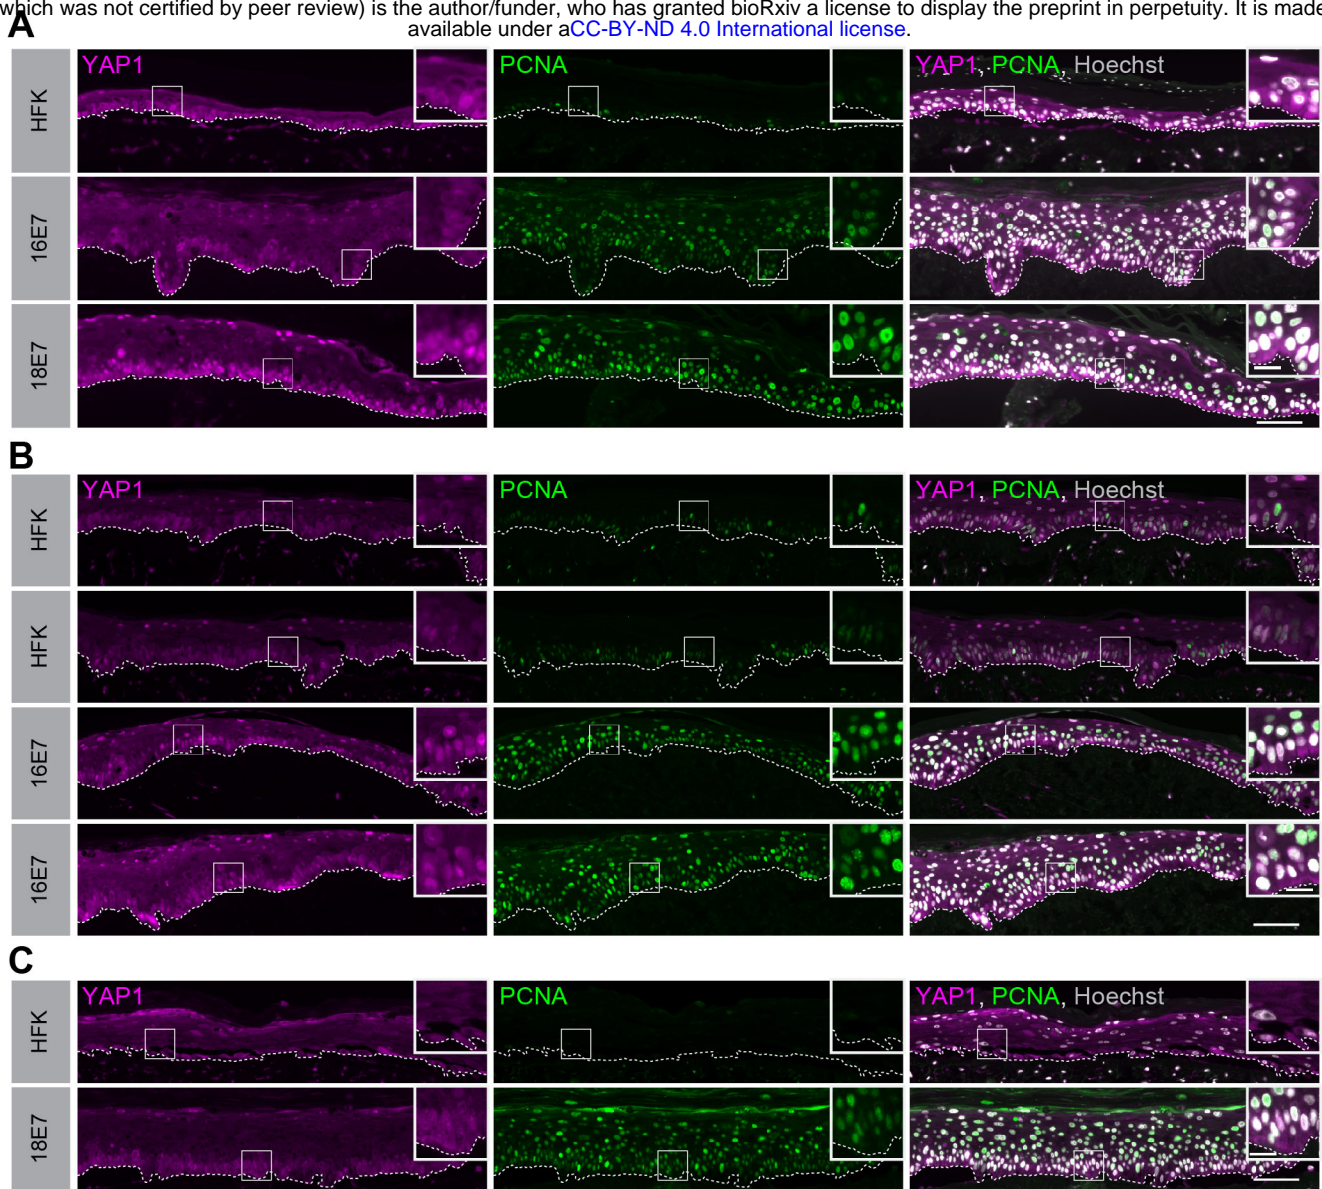 which was not certified by peer review) is the author/funder, who has granted bioRxiv a license to display the preprint in perpetuity. It is made
available under aCC-BY-ND 4.0 International license.
A
YAP1 PCNA YAP1, PCNA, Hoechst
HFK
16E7
18E7
B
YAP1 PCNA YAP1, PCNA, Hoechst
HFK
HFK
16E7
16E7
C
YAP1 PCNA YAP1, PCNA, Hoechst
HFK
18E7